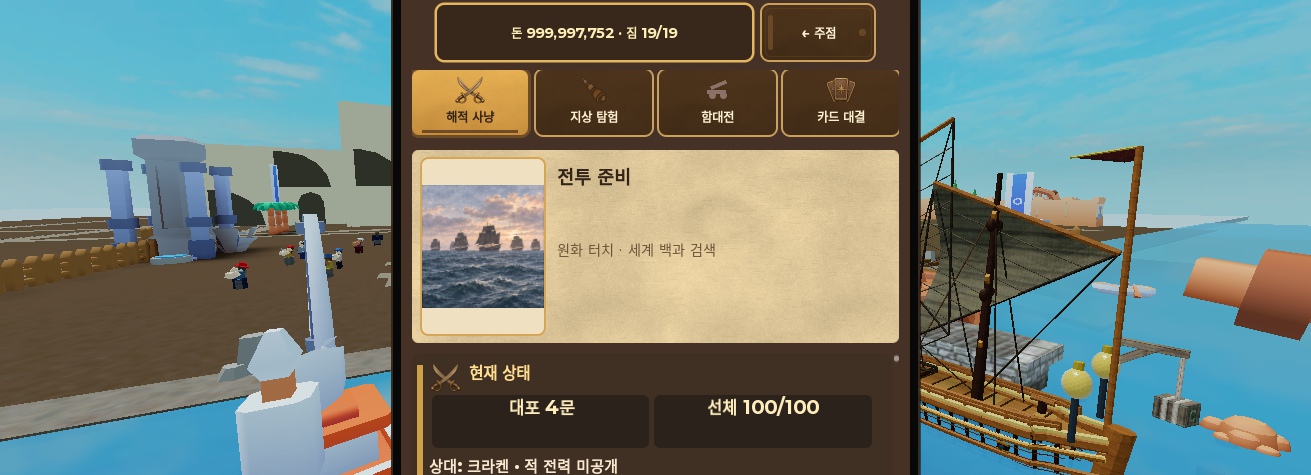 돈 999,997,752 · 짐 19/19
← 주점
해적 사냥
지상 탐험
함대전
카드 대결
전투 준비
원화 터치 · 세계 백과 검색
현재 상태
대포 4문
선체 100/100
상대: 크라켄 • 적 전력 미공개